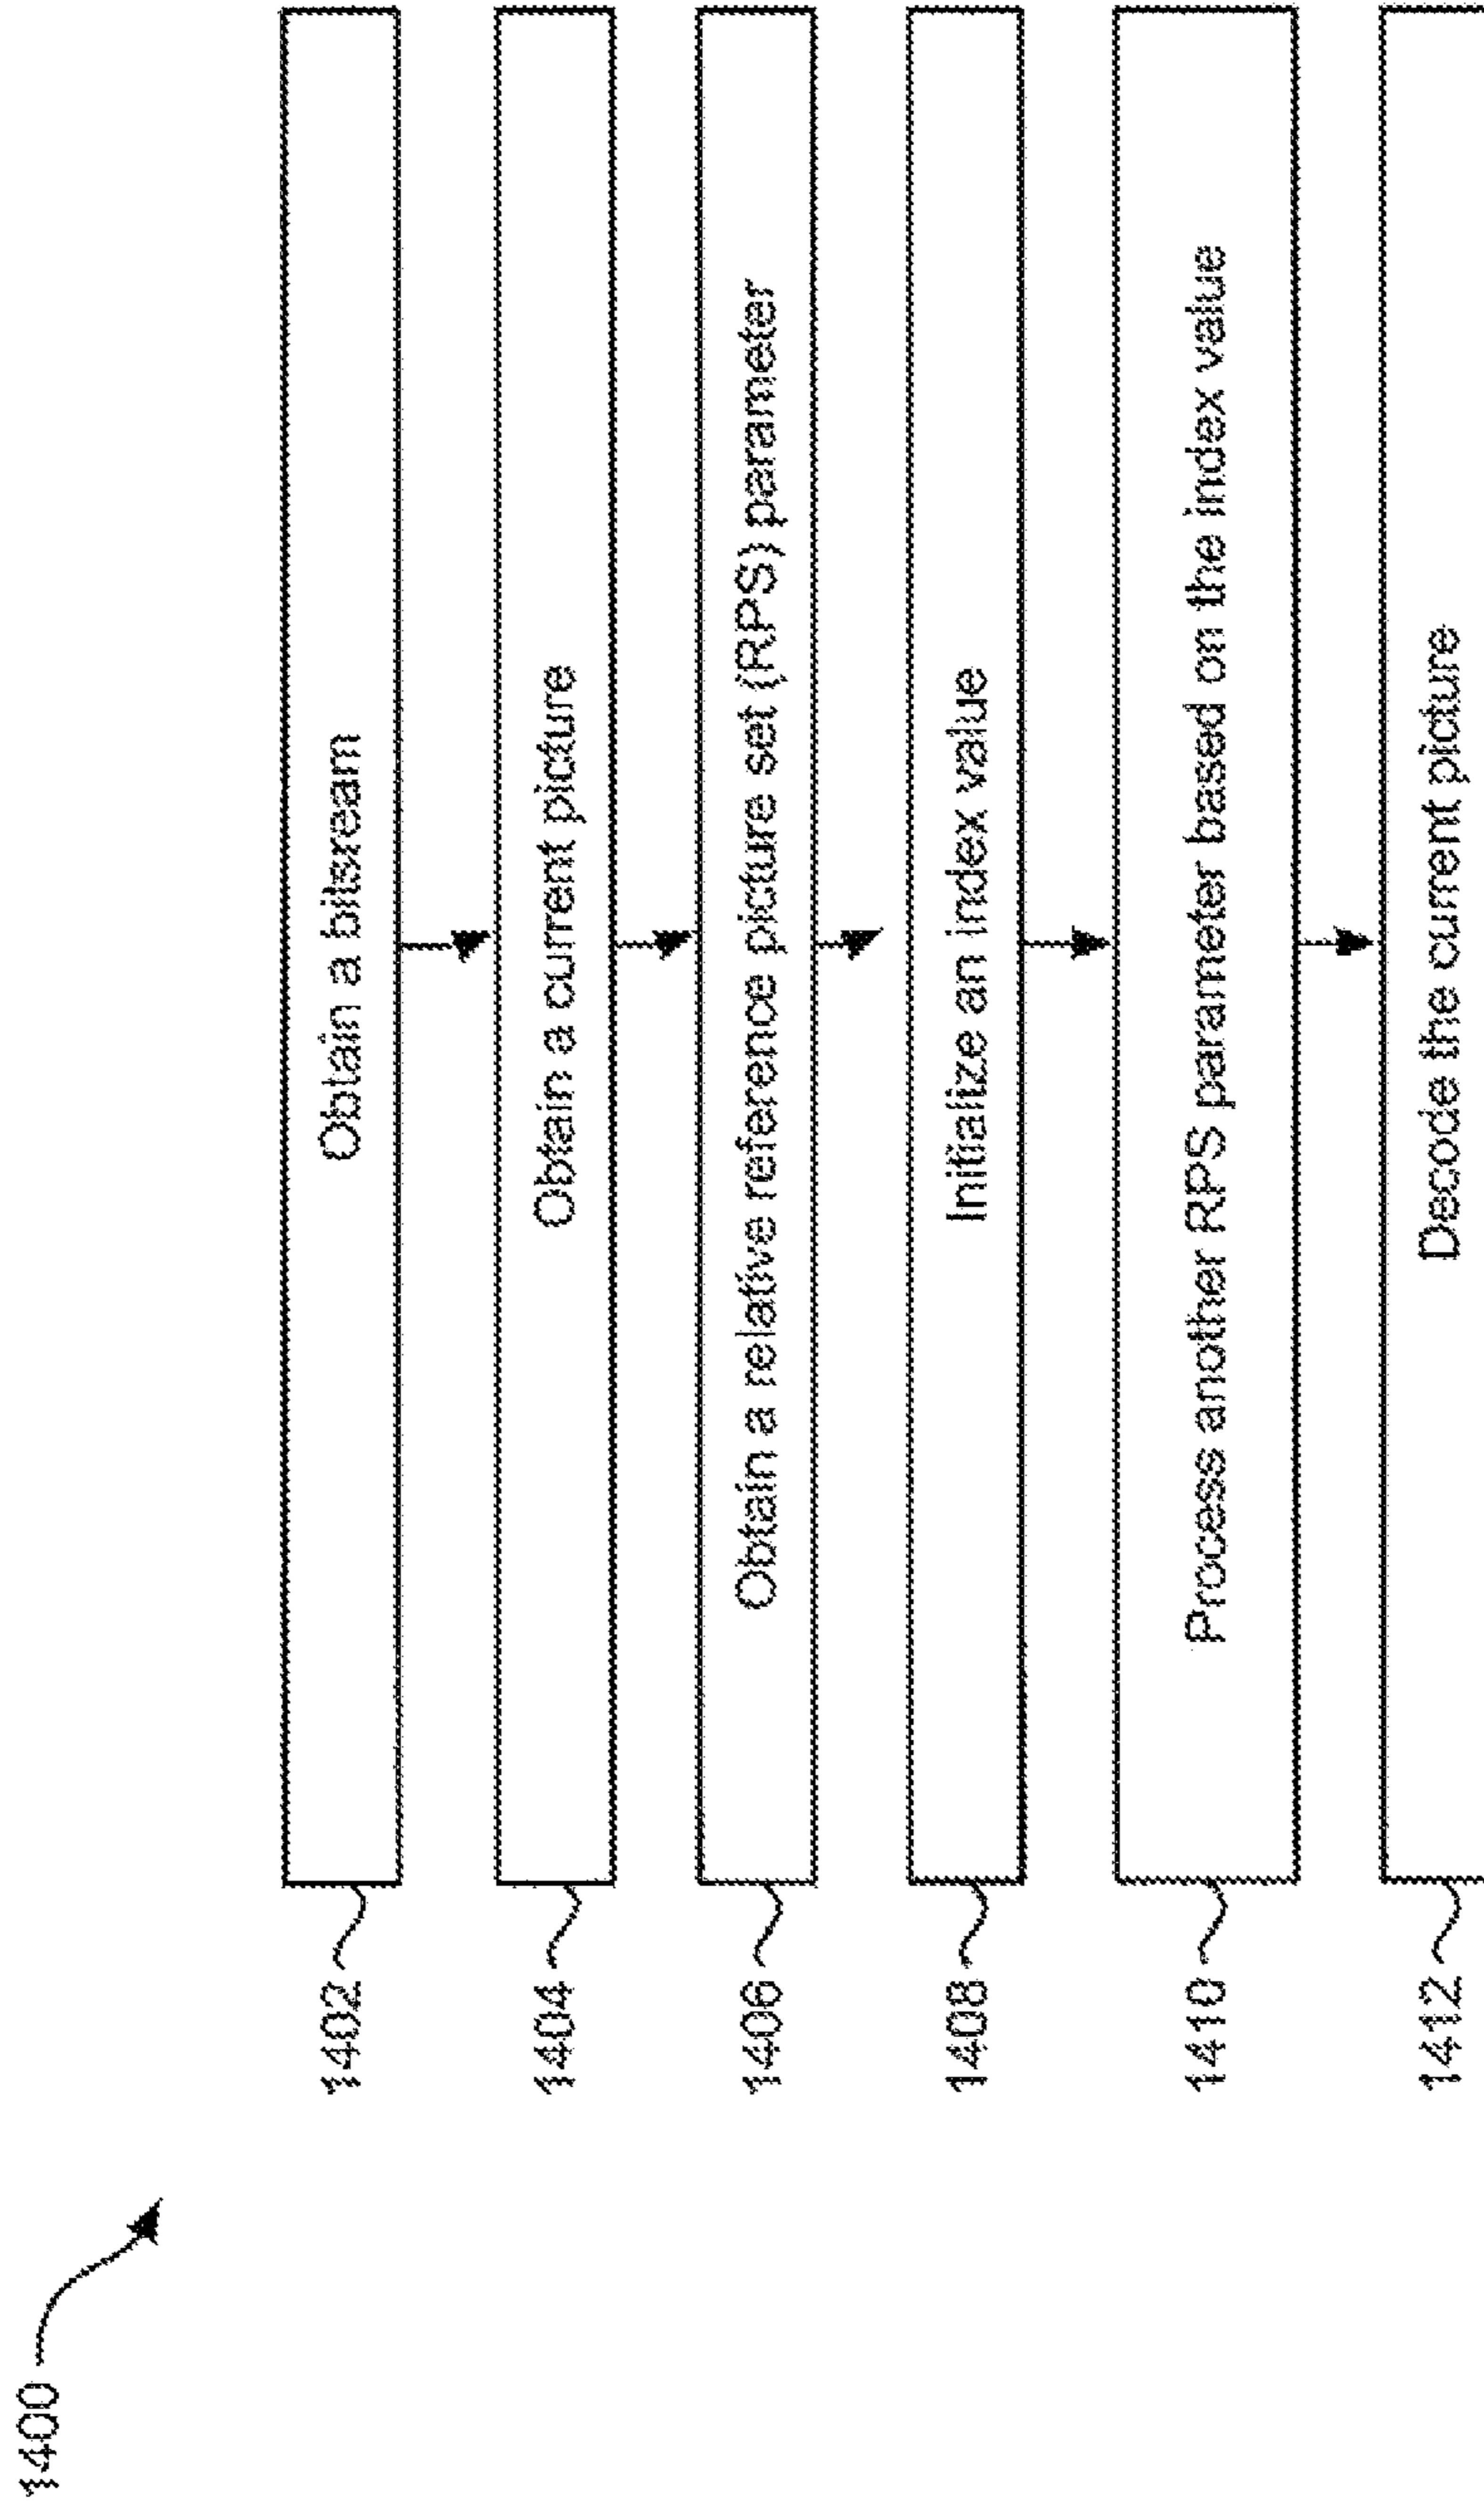 1400
1402
Obtain a bitsream
1404
Obtain a current picture
1406
Obtain a relative reference picture set (RPS) parameter
1408
Initialize an index value
1410
Process another RPS parameter based on the index value
1412
Decode the current picture